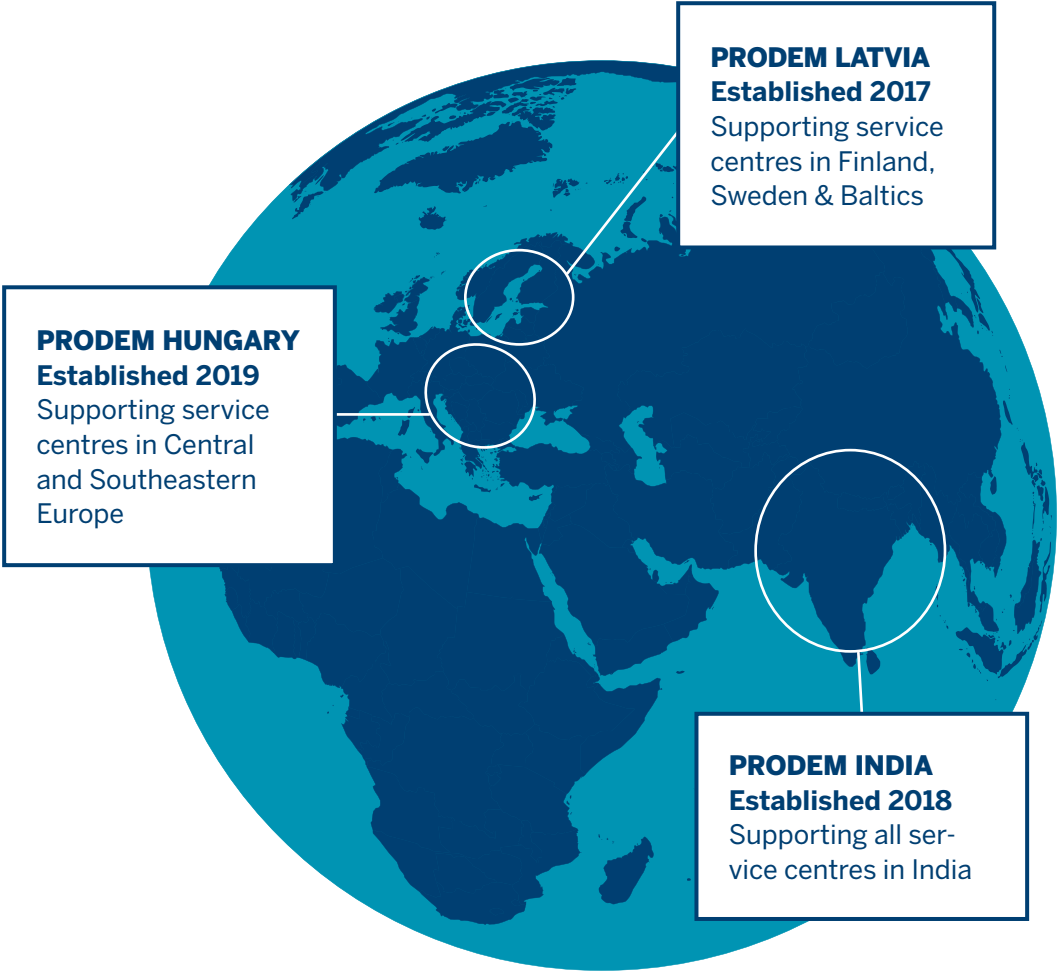 PRODEM LATVIA
Established 2017
Supporting service
centres in Finland,
Sweden & Baltics
PRODEM HUNGARY
Established 2019
Supporting service
centres in Central
and Southeastern
Europe
PRODEM INDIA
Established 2018
Supporting all ser-
vice centres in India